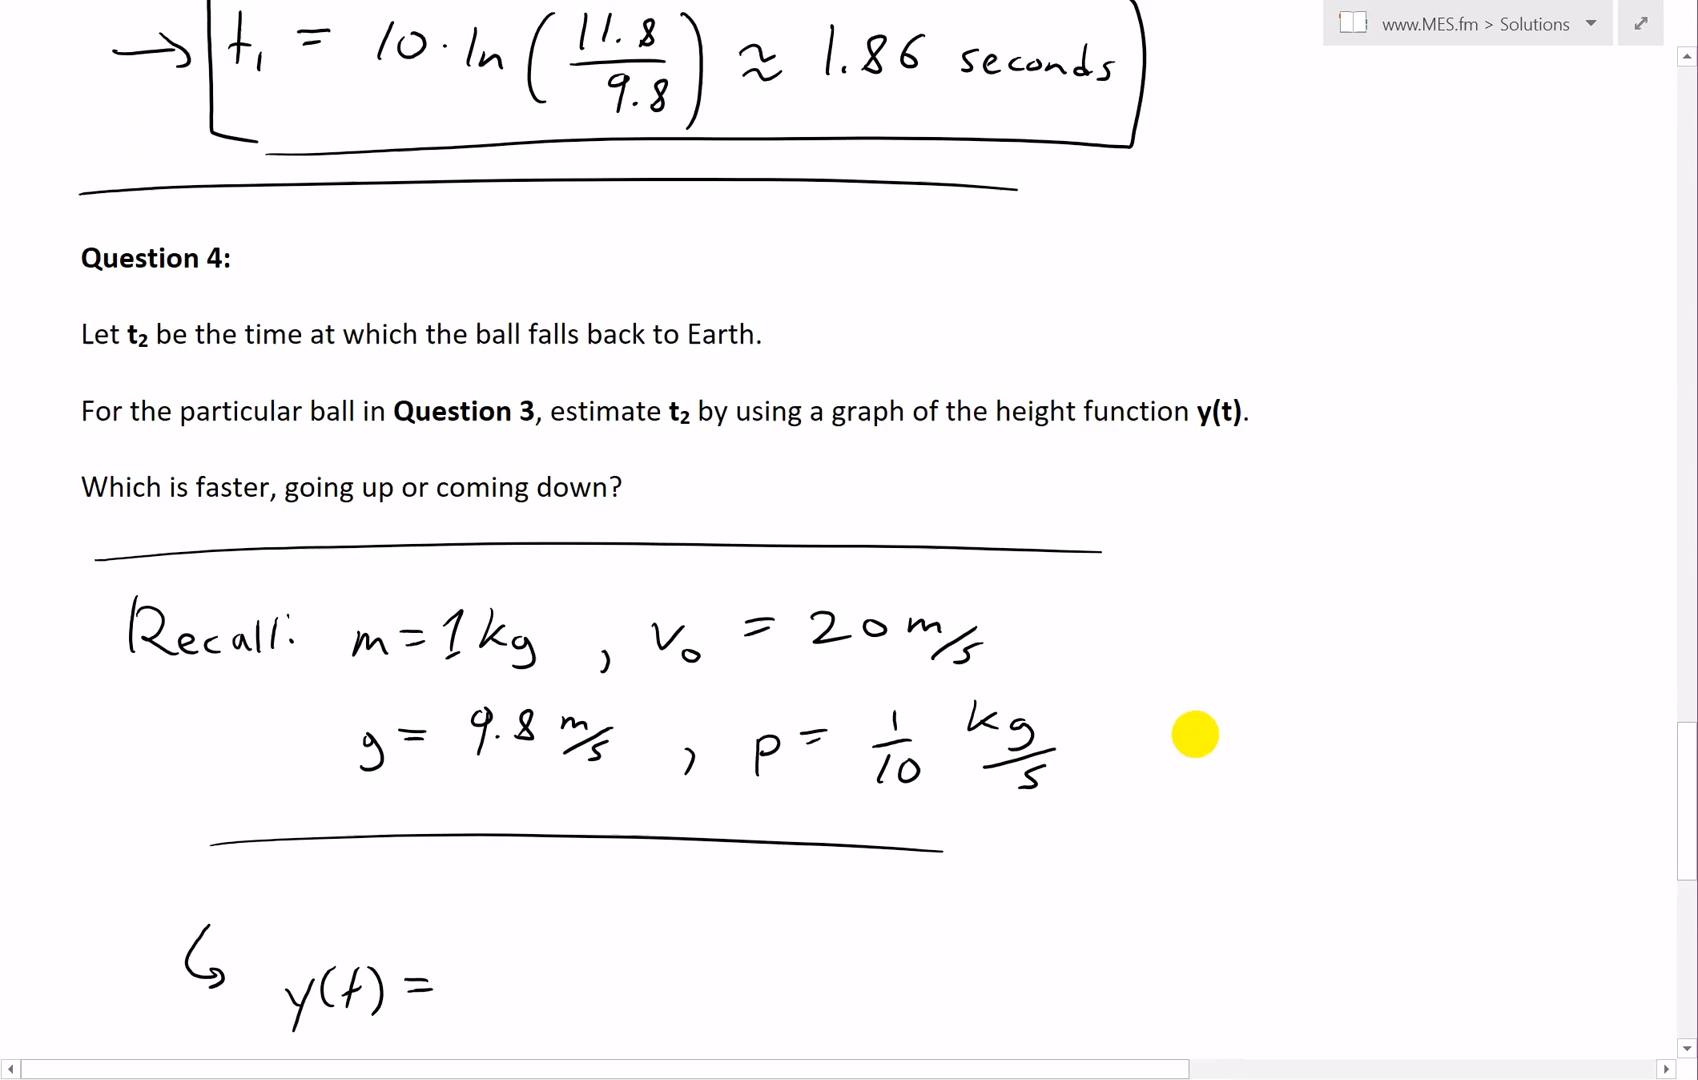 www.MES.fm > Solutions
→ t₁ = 10 · ln ( 11.8 / 9.8 ) ≈ 1.86 seconds
Question 4:
Let t₂ be the time at which the ball falls back to Earth.
For the particular ball in Question 3, estimate t₂ by using a graph of the height function y(t).
Which is faster, going up or coming down?
Recall: m = 1 kg , v₀ = 20 m/s
g = 9.8 m/s , p = 1/10 kg/s
↳ y(t) =